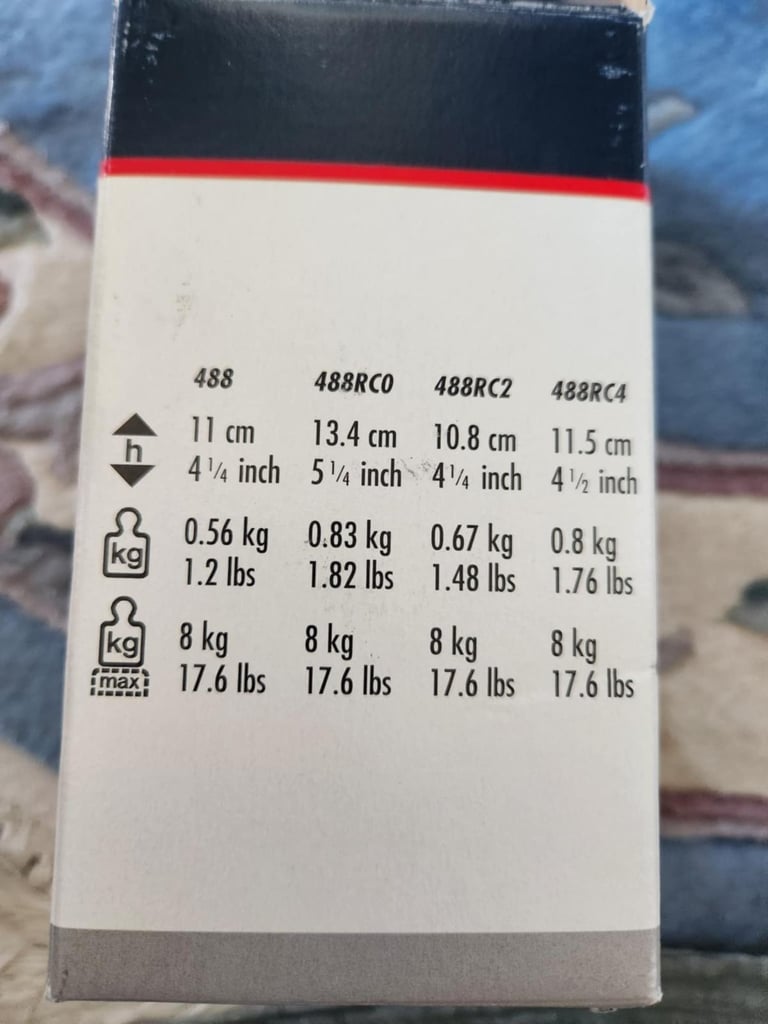 488 488RC0 488RC2 488RC4
h 11 cm 13.4 cm 10.8 cm 11.5 cm
4 1/4 inch 5 1/4 inch 4 1/4 inch 4 1/2 inch
kg 0.56 kg 0.83 kg 0.67 kg 0.8 kg
1.2 lbs 1.82 lbs 1.48 lbs 1.76 lbs
kg 8 kg 8 kg 8 kg 8 kg
max 17.6 lbs 17.6 lbs 17.6 lbs 17.6 lbs